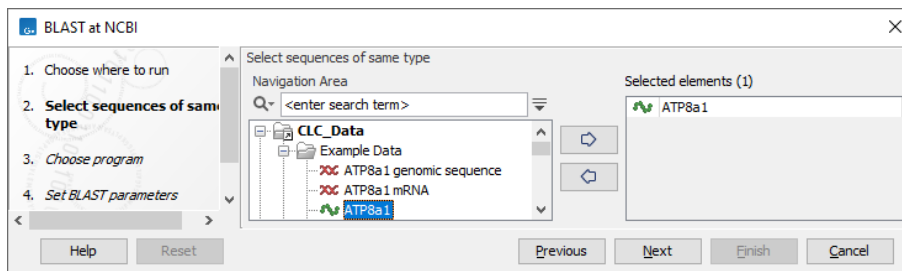 BLAST at NCBI
1. Choose where to run
2. Select sequences of same
type
3. Choose program
4. Set BLAST parameters
Select sequences of same type
Navigation Area
<enter search term>
CLC_Data
Example Data
ATP8a1 genomic sequence
ATP8a1 mRNA
ATP8a1
Selected elements (1)
ATP8a1
Help
Reset
Previous
Next
Finish
Cancel